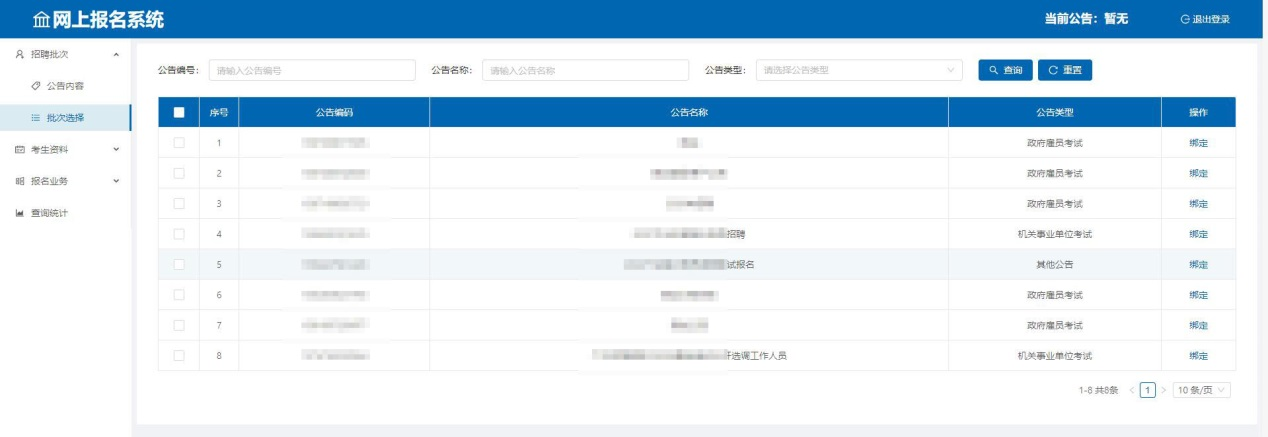 网上报名系统 当前公告：暂无 退出登录
招聘批次
公告内容
批次选择
考生资料
报名业务
查询统计
公告编号： 请输入公告编号 公告名称： 请输入公告名称 公告类型： 请选择公告类型 查询 重置
序号 公告编码 公告名称 公告类型 操作
1 政府雇员考试 绑定
2 政府雇员考试 绑定
3 政府雇员考试 绑定
4 招聘 机关事业单位考试 绑定
5 试报名 其他公告 绑定
6 政府雇员考试 绑定
7 政府雇员考试 绑定
8 开选调工作人员 机关事业单位考试 绑定
1-8 共8条 < 1 > 10 条/页